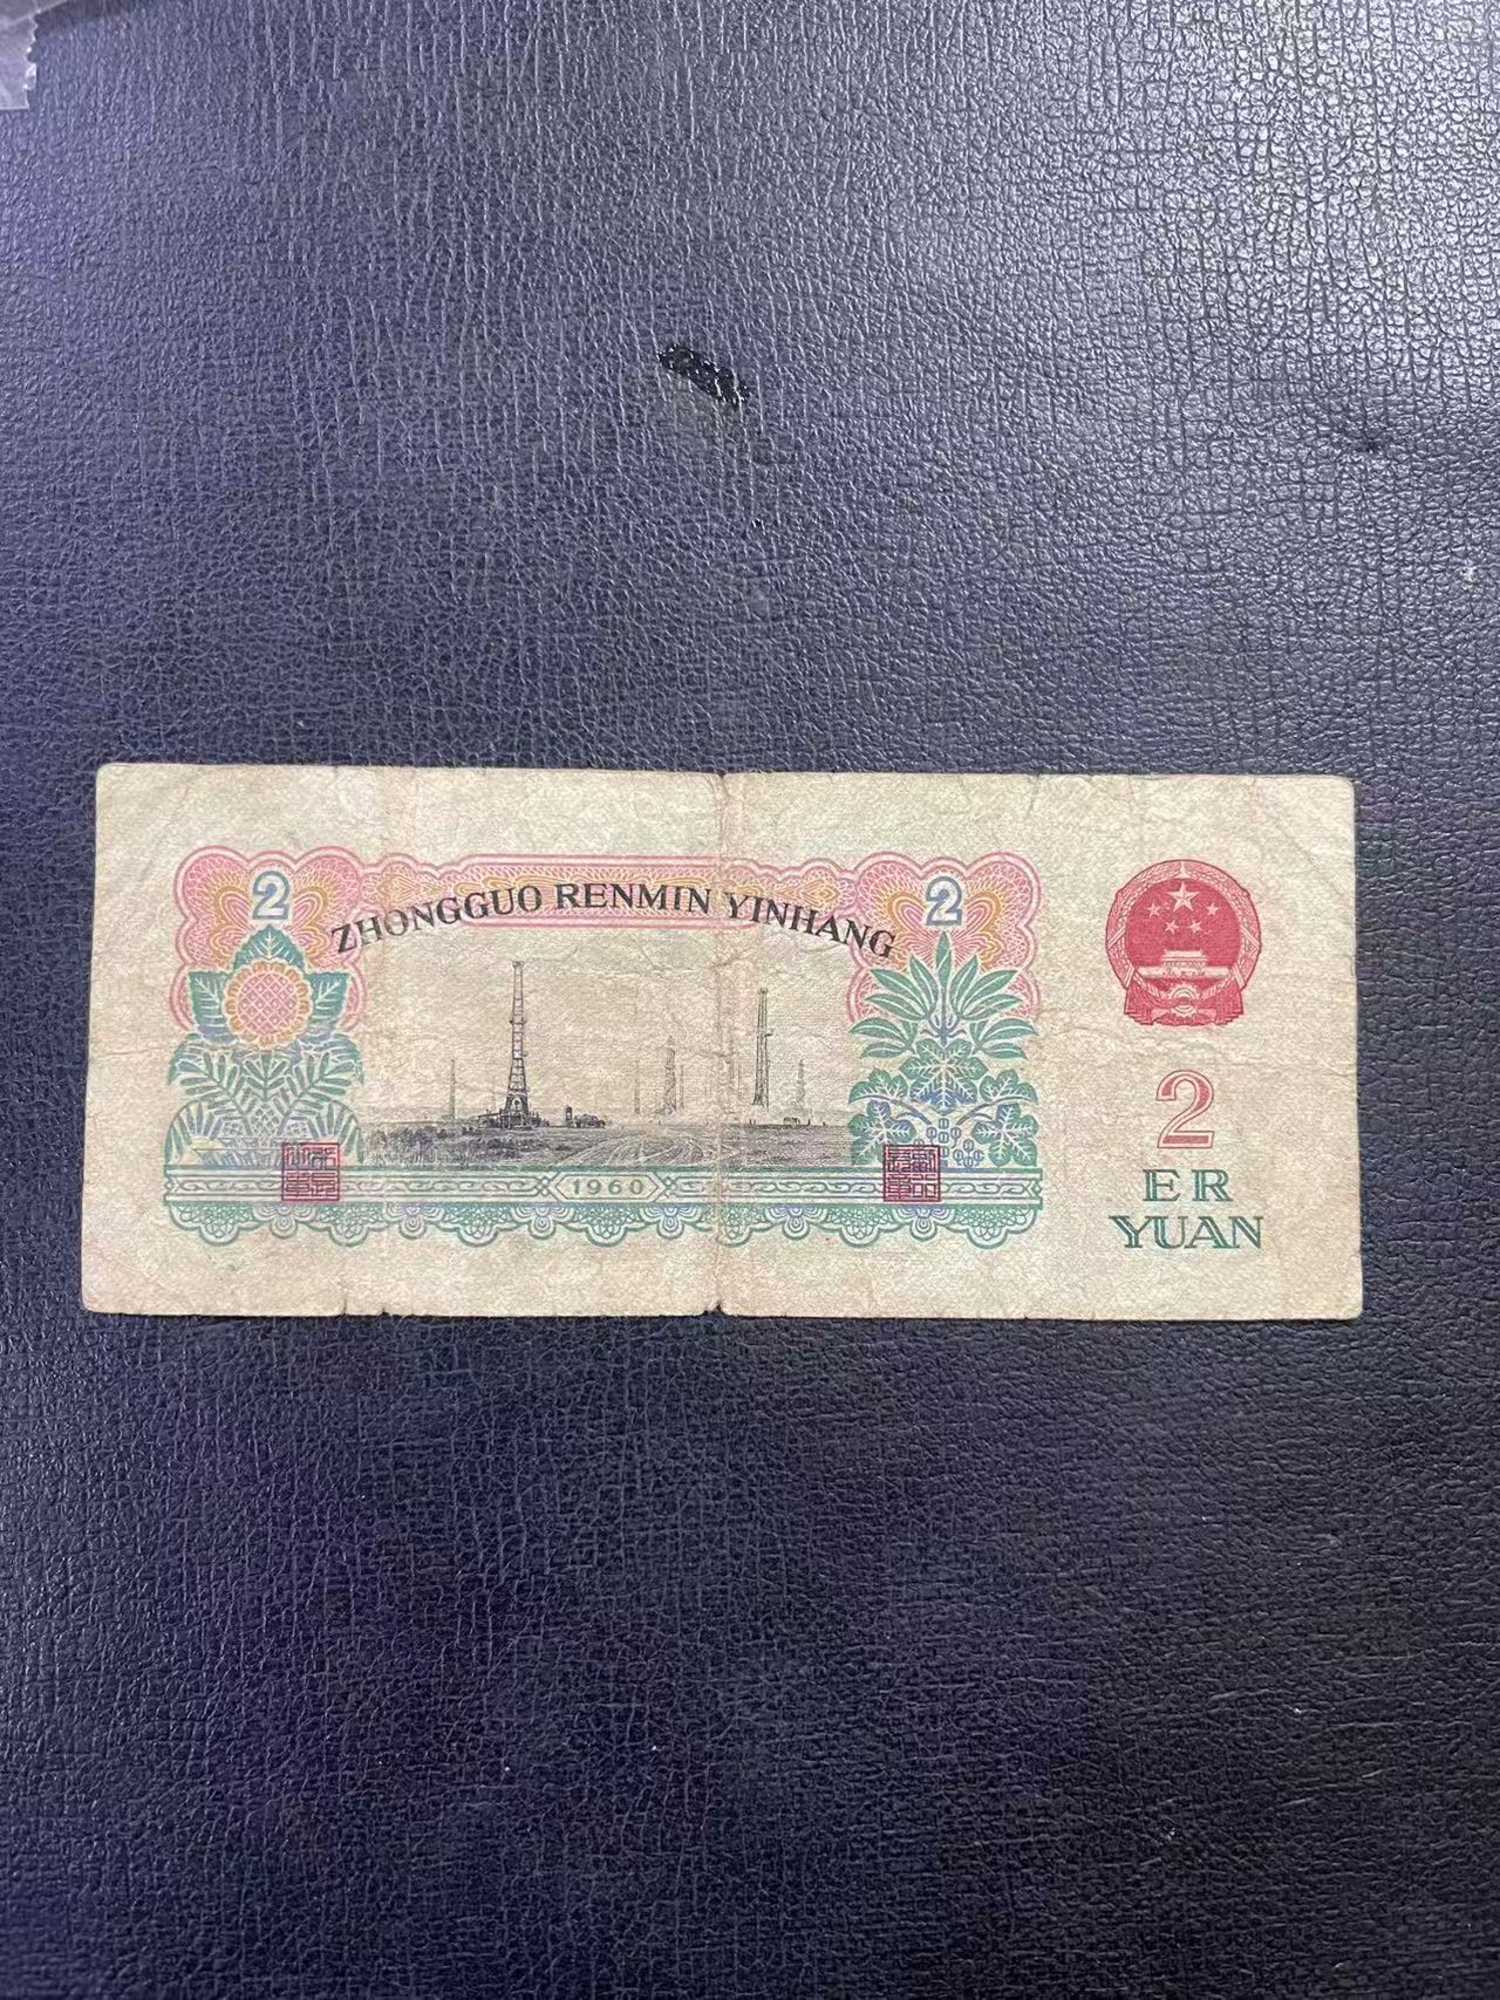 2
2
ZHONGGUO RENMIN YINHANG
2
1960
ER
YUAN